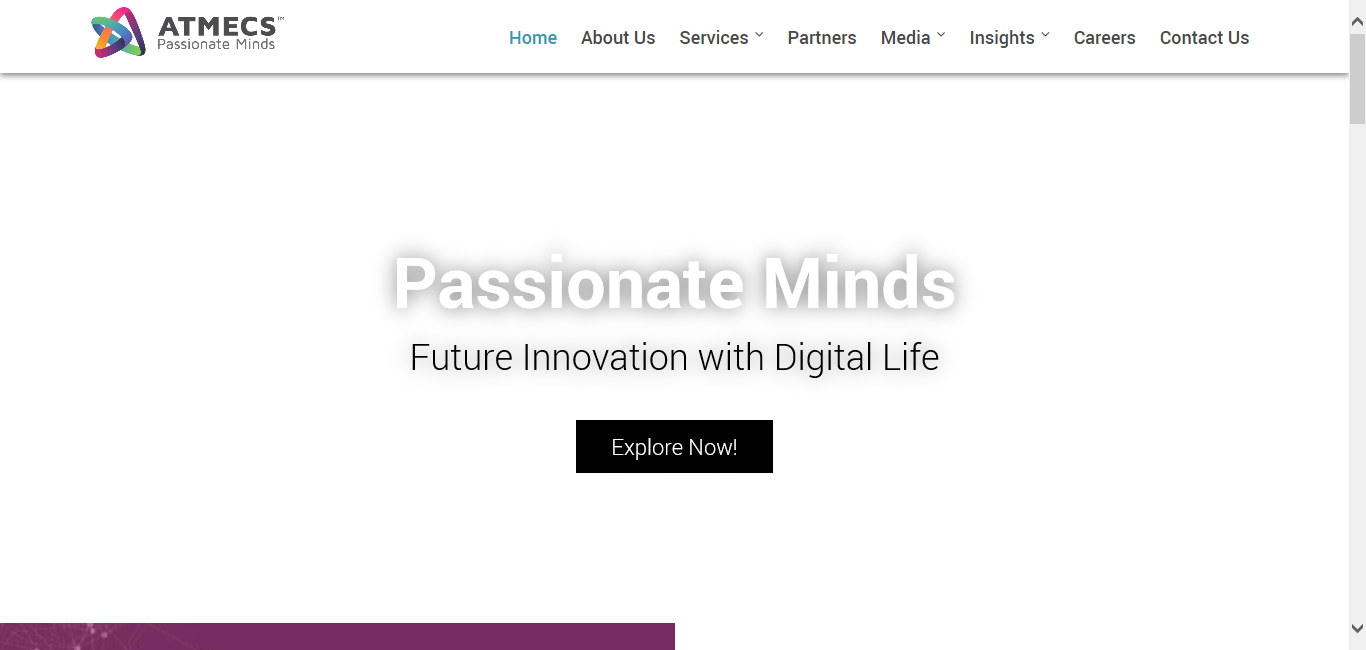 ATMECS™
Passionate Minds
Home About Us Services Partners Media Insights Careers Contact Us
Passionate Minds
Future Innovation with Digital Life
Explore Now!